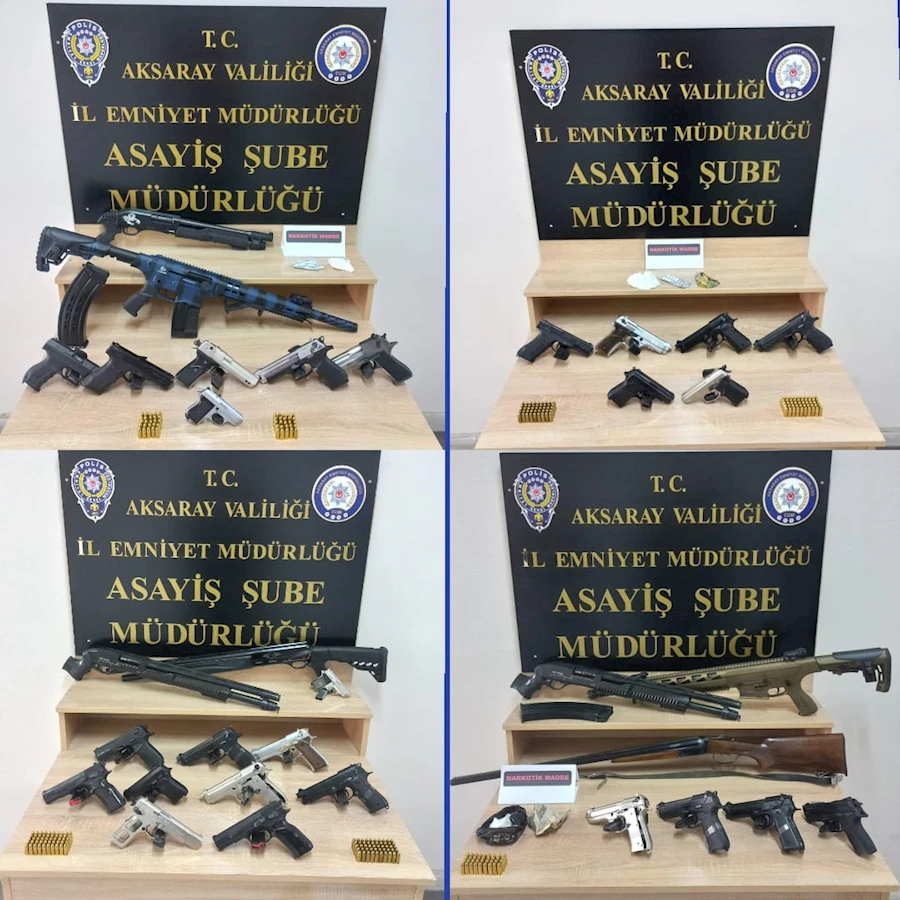 T.C.
AKSARAY VALİLİĞİ
İL EMNİYET MÜDÜRLÜĞÜ
ASAYİŞ ŞUBE
MÜDÜRLÜĞÜ
NARKOTİK MADDE
T.C.
AKSARAY VALİLİĞİ
İL EMNİYET MÜDÜRLÜĞÜ
ASAYİŞ ŞUBE
MÜDÜRLÜĞÜ
NARKOTİK MADDE
T.C.
AKSARAY VALİLİĞİ
İL EMNİYET MÜDÜRLÜĞÜ
ASAYİŞ ŞUBE
MÜDÜRLÜĞÜ
T.C.
AKSARAY VALİLİĞİ
İL EMNİYET MÜDÜRLÜĞÜ
ASAYİŞ ŞUBE
MÜDÜRLÜĞÜ
NARKOTİK MADDE